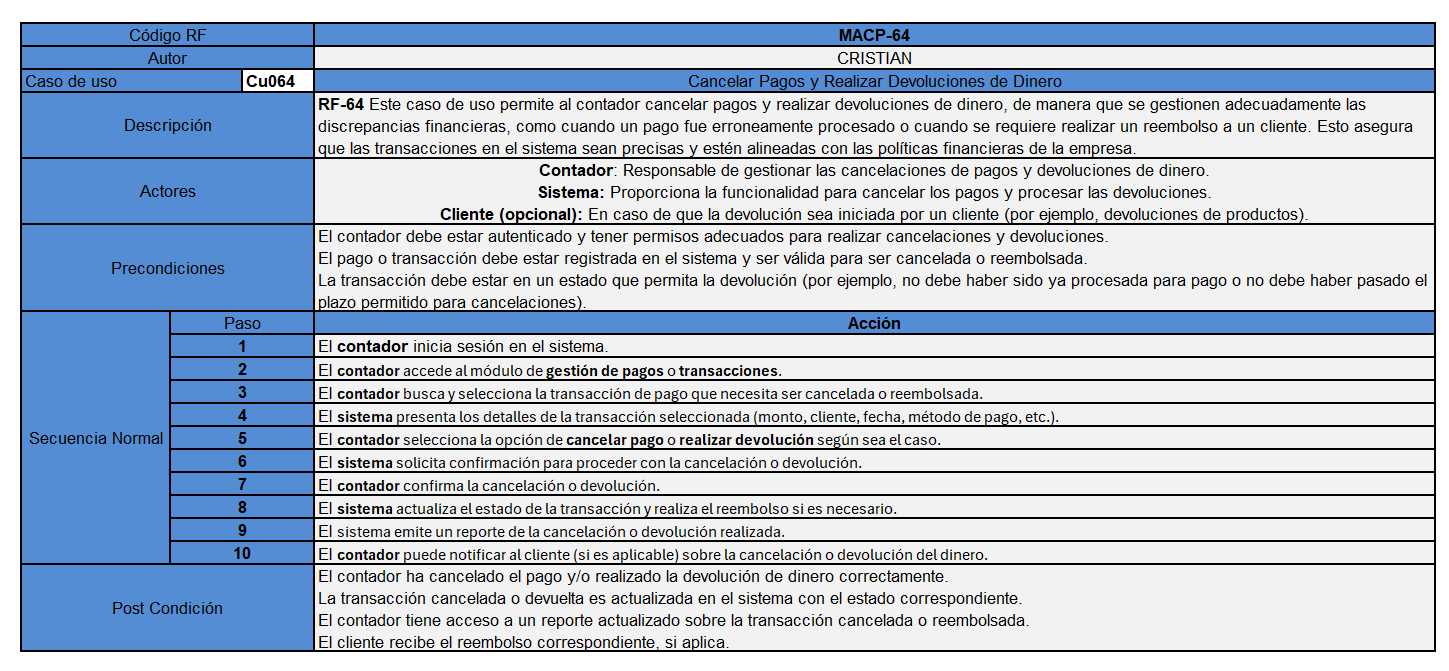 Código RF MACP-64
Autor CRISTIAN
Caso de uso Cu064 Cancelar Pagos y Realizar Devoluciones de Dinero
Descripción
RF-64 Este caso de uso permite al contador cancelar pagos y realizar devoluciones de dinero, de manera que se gestionen adecuadamente las
discrepancias financieras, como cuando un pago fue erroneamente procesado o cuando se requiere realizar un reembolso a un cliente. Esto asegura
que las transacciones en el sistema sean precisas y estén alineadas con las políticas financieras de la empresa.
Actores
Contador: Responsable de gestionar las cancelaciones de pagos y devoluciones de dinero.
Sistema: Proporciona la funcionalidad para cancelar los pagos y procesar las devoluciones.
Cliente (opcional): En caso de que la devolución sea iniciada por un cliente (por ejemplo, devoluciones de productos).
Precondiciones
El contador debe estar autenticado y tener permisos adecuados para realizar cancelaciones y devoluciones.
El pago o transacción debe estar registrada en el sistema y ser válida para ser cancelada o reembolsada.
La transacción debe estar en un estado que permita la devolución (por ejemplo, no debe haber sido ya procesada para pago o no debe haber pasado el
plazo permitido para cancelaciones).
Secuencia Normal
Paso Acción
1 El contador inicia sesión en el sistema.
2 El contador accede al módulo de gestión de pagos o transacciones.
3 El contador busca y selecciona la transacción de pago que necesita ser cancelada o reembolsada.
4 El sistema presenta los detalles de la transacción seleccionada (monto, cliente, fecha, método de pago, etc.).
5 El contador selecciona la opción de cancelar pago o realizar devolución según sea el caso.
6 El sistema solicita confirmación para proceder con la cancelación o devolución.
7 El contador confirma la cancelación o devolución.
8 El sistema actualiza el estado de la transacción y realiza el reembolso si es necesario.
9 El sistema emite un reporte de la cancelación o devolución realizada.
10 El contador puede notificar al cliente (si es aplicable) sobre la cancelación o devolución del dinero.
Post Condición
El contador ha cancelado el pago y/o realizado la devolución de dinero correctamente.
La transacción cancelada o devuelta es actualizada en el sistema con el estado correspondiente.
El contador tiene acceso a un reporte actualizado sobre la transacción cancelada o reembolsada.
El cliente recibe el reembolso correspondiente, si aplica.